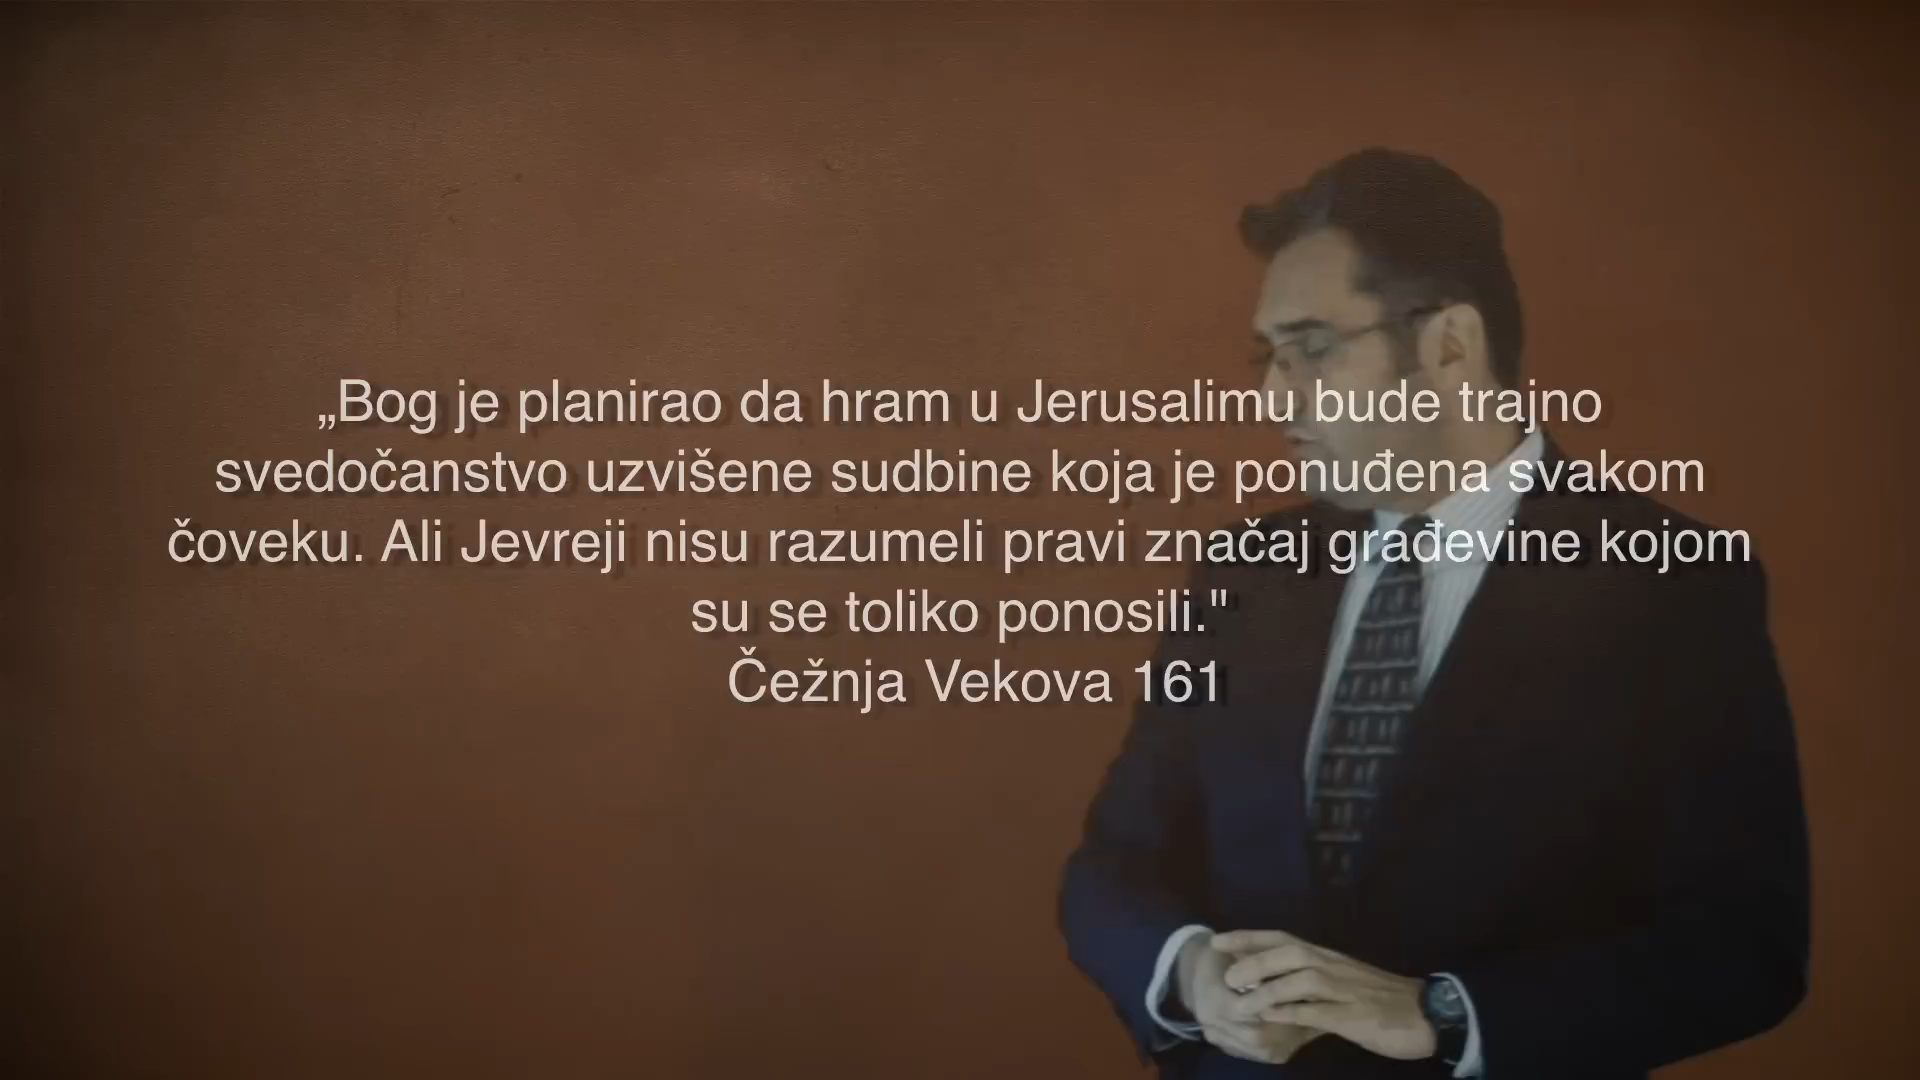 „Bog je planirao da hram u Jerusalimu bude trajno
svedočanstvo uzvišene sudbine koja je ponuđena svakom
čoveku. Ali Jevreji nisu razumeli pravi značaj građevine kojom
su se toliko ponosili."
Čežnja Vekova 161